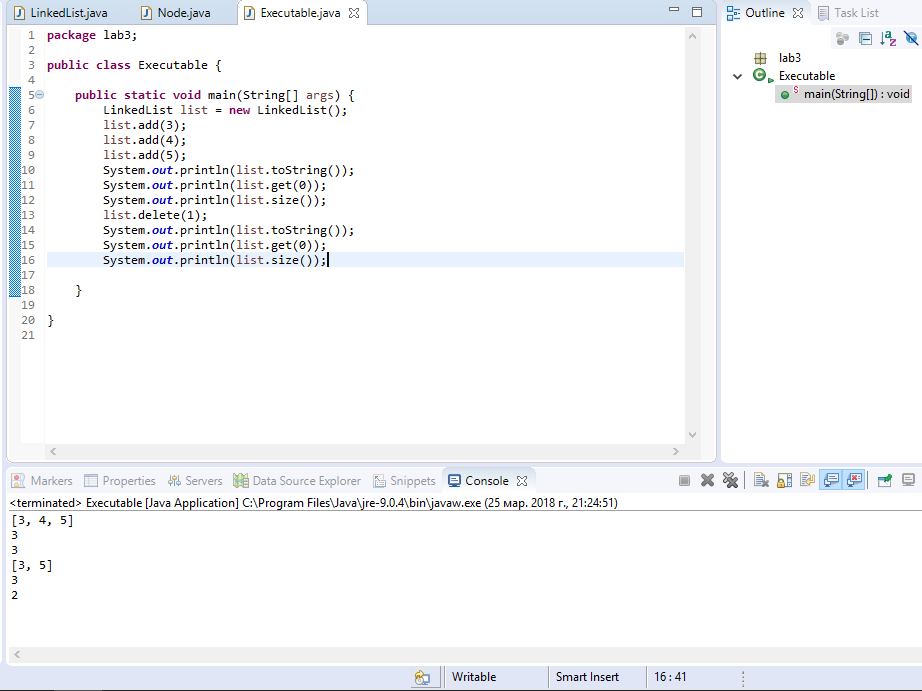 LinkedList.java Node.java Executable.java
Outline Task List
1 package lab3;
2
3 public class Executable {
4
5 public static void main(String[] args) {
6 LinkedList list = new LinkedList();
7 list.add(3);
8 list.add(4);
9 list.add(5);
10 System.out.println(list.toString());
11 System.out.println(list.get(0));
12 System.out.println(list.size());
13 list.delete(1);
14 System.out.println(list.toString());
15 System.out.println(list.get(0));
16 System.out.println(list.size());
17
18 }
19
20 }
21
lab3
Executable
main(String[]) : void
Markers Properties Servers Data Source Explorer Snippets Console
<terminated> Executable [Java Application] C:\Program Files\Java\jre-9.0.4\bin\javaw.exe (25 мар. 2018 г., 21:24:51)
[3, 4, 5]
3
3
[3, 5]
3
2
Writable Smart Insert 16 : 41